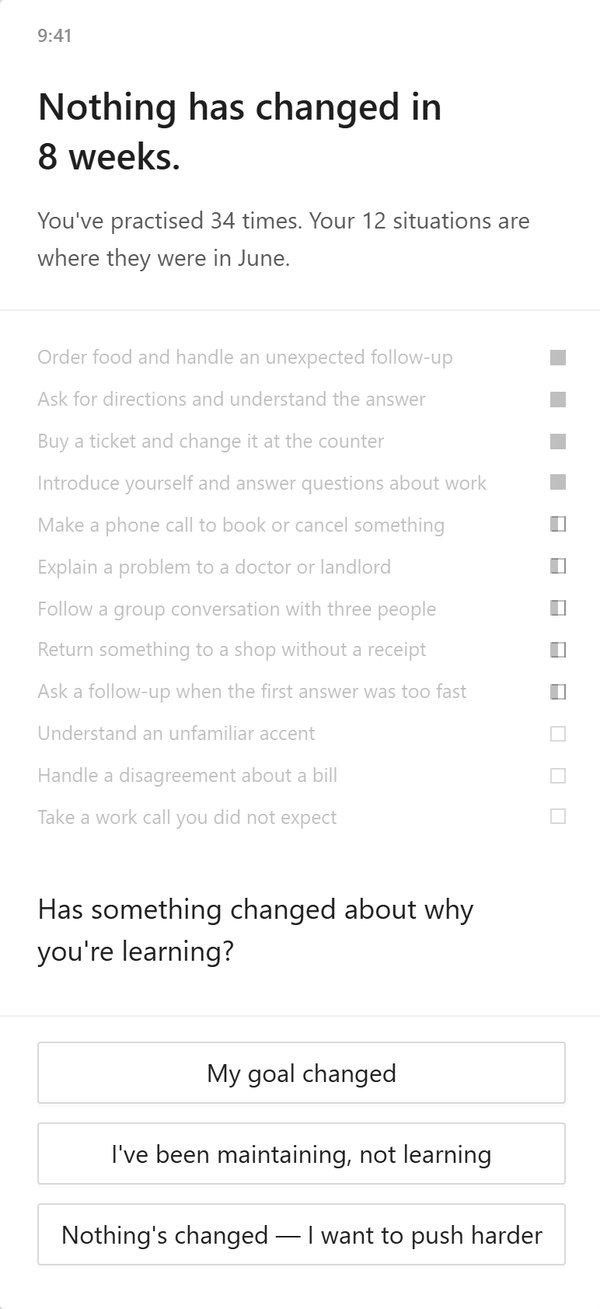 9:41
Nothing has changed in
8 weeks.
You've practised 34 times. Your 12 situations are
where they were in June.
Order food and handle an unexpected follow-up
Ask for directions and understand the answer
Buy a ticket and change it at the counter
Introduce yourself and answer questions about work
Make a phone call to book or cancel something
Explain a problem to a doctor or landlord
Follow a group conversation with three people
Return something to a shop without a receipt
Ask a follow-up when the first answer was too fast
Understand an unfamiliar accent
Handle a disagreement about a bill
Take a work call you did not expect
Has something changed about why
you're learning?
My goal changed
I've been maintaining, not learning
Nothing's changed — I want to push harder